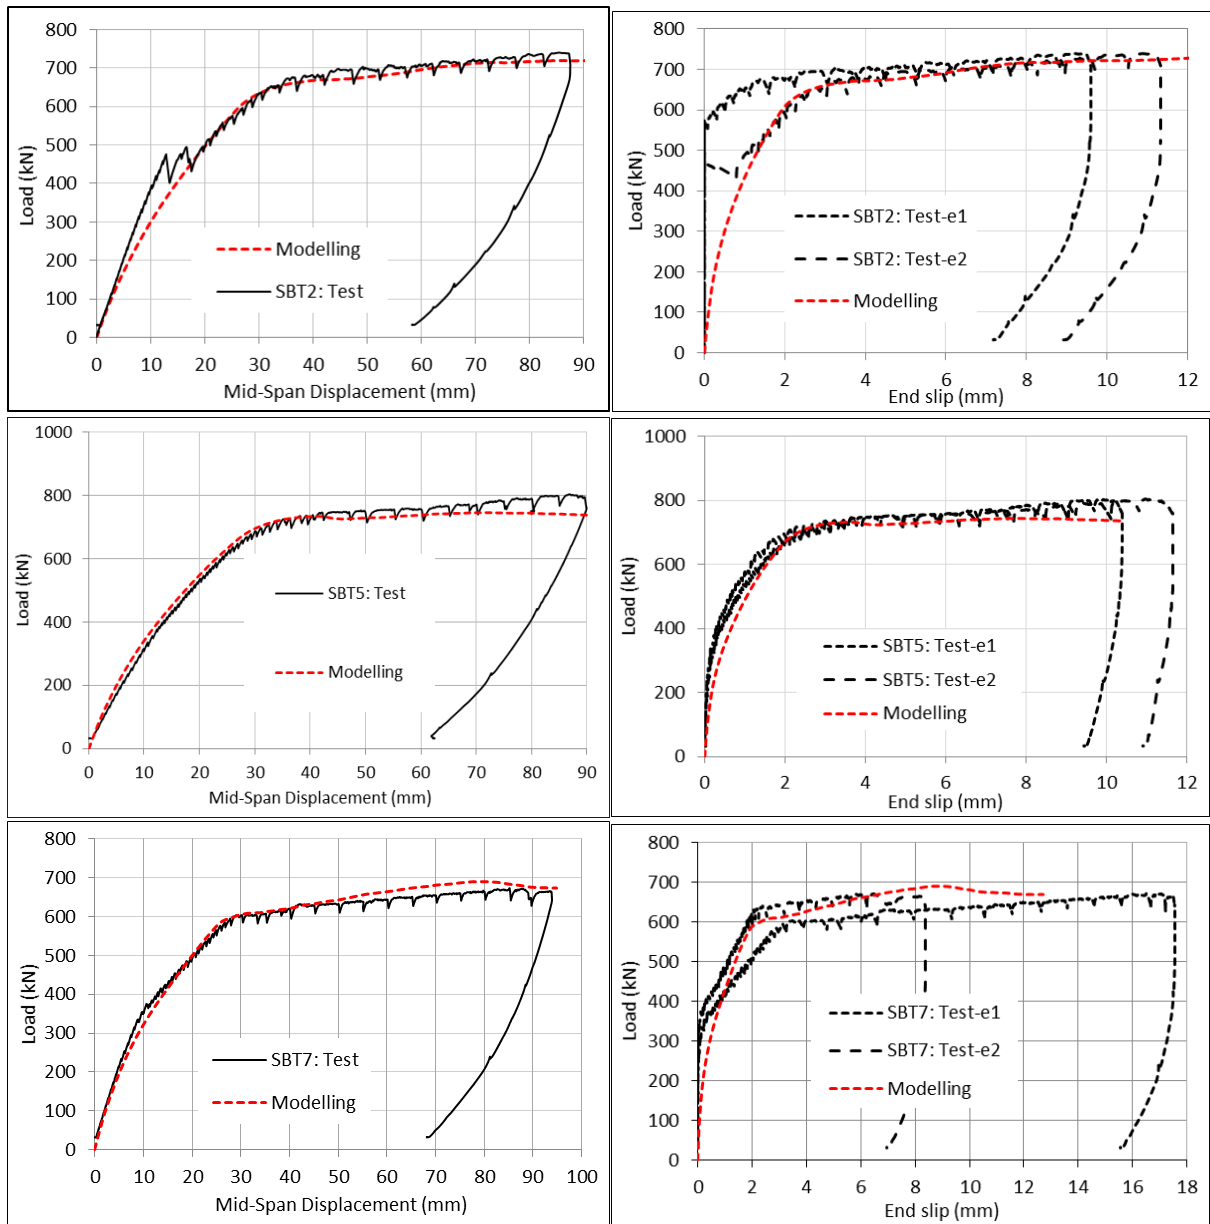 800
700
600
500
400
300
200
100
0
Load (kN)
Modelling
SBT2: Test
0 10 20 30 40 50 60 70 80 90
Mid-Span Displacement (mm)
800
700
600
500
400
300
200
100
0
Load (kN)
SBT2: Test-e1
SBT2: Test-e2
Modelling
0 2 4 6 8 10 12
End slip (mm)
1000
800
600
400
200
0
Load (kN)
SBT5: Test
Modelling
0 10 20 30 40 50 60 70 80 90
Mid-Span Displacement (mm)
1000
800
600
400
200
0
Load (kN)
SBT5: Test-e1
SBT5: Test-e2
Modelling
0 2 4 6 8 10 12
End slip (mm)
800
700
600
500
400
300
200
100
0
Load (kN)
SBT7: Test
Modelling
0 10 20 30 40 50 60 70 80 90 100
Mid-Span Displacement (mm)
800
700
600
500
400
300
200
100
0
Load (kN)
SBT7: Test-e1
SBT7: Test-e2
Modelling
0 2 4 6 8 10 12 14 16 18
End slip (mm)